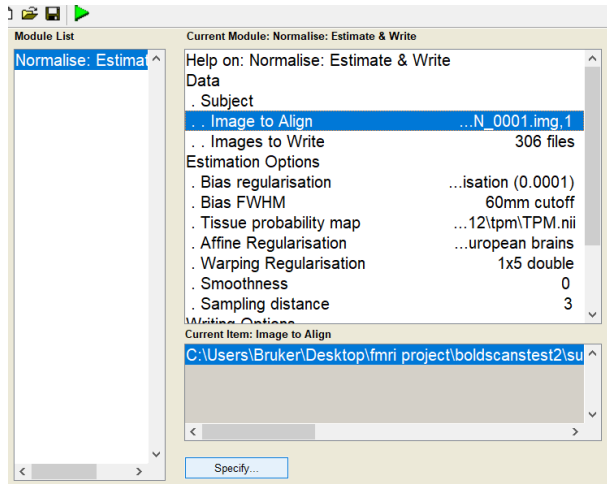 Module List
Current Module: Normalise: Estimate & Write
Normalise: Estimat
Help on: Normalise: Estimate & Write
Data
. Subject
. . Image to Align ...N_0001.img,1
. . Images to Write 306 files
Estimation Options
. Bias regularisation ...isation (0.0001)
. Bias FWHM 60mm cutoff
. Tissue probability map ...12\tpm\TPM.nii
. Affine Regularisation ...uropean brains
. Warping Regularisation 1x5 double
. Smoothness 0
. Sampling distance 3
Writing Options
Current Item: Image to Align
C:\Users\Bruker\Desktop\fmri project\boldscanstest2\su
Specify...